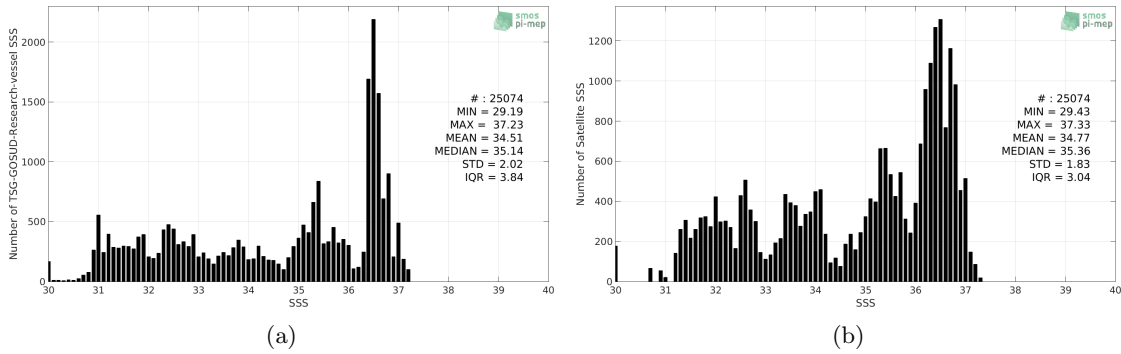 Number of TSG-GOSUD-Research-vessel SSS
2000
1500
1000
500
0
30 31 32 33 34 35 36 37 38 39 40
SSS
smos
pi-mep
# : 25074
MIN = 29.19
MAX = 37.23
MEAN = 34.51
MEDIAN = 35.14
STD = 2.02
IQR = 3.84
(a)
Number of Satellite SSS
1200
1000
800
600
400
200
0
30 31 32 33 34 35 36 37 38 39 40
SSS
smos
pi-mep
# : 25074
MIN = 29.43
MAX = 37.33
MEAN = 34.77
MEDIAN = 35.36
STD = 1.83
IQR = 3.04
(b)